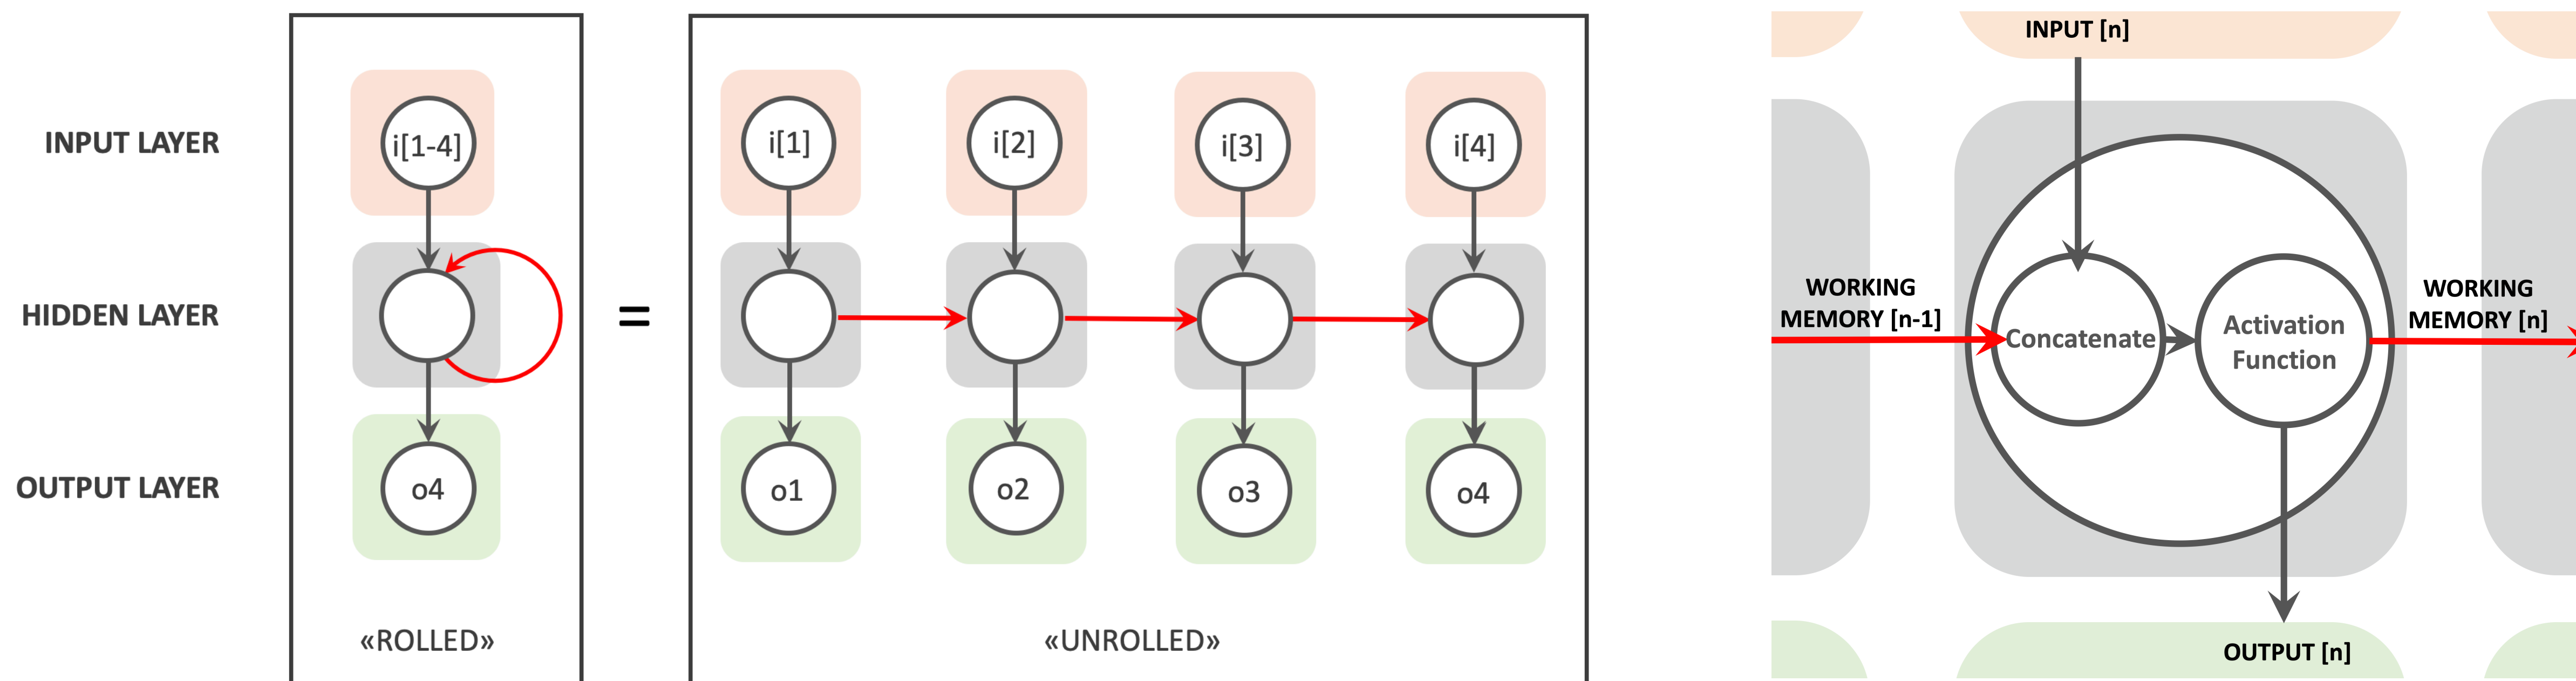 INPUT LAYER
HIDDEN LAYER
OUTPUT LAYER
i[1-4]
o4
«ROLLED»
=
i[1]
i[2]
i[3]
i[4]
o1
o2
o3
o4
«UNROLLED»
INPUT [n]
WORKING
MEMORY [n-1]
Concatenate
Activation
Function
WORKING
MEMORY [n]
OUTPUT [n]